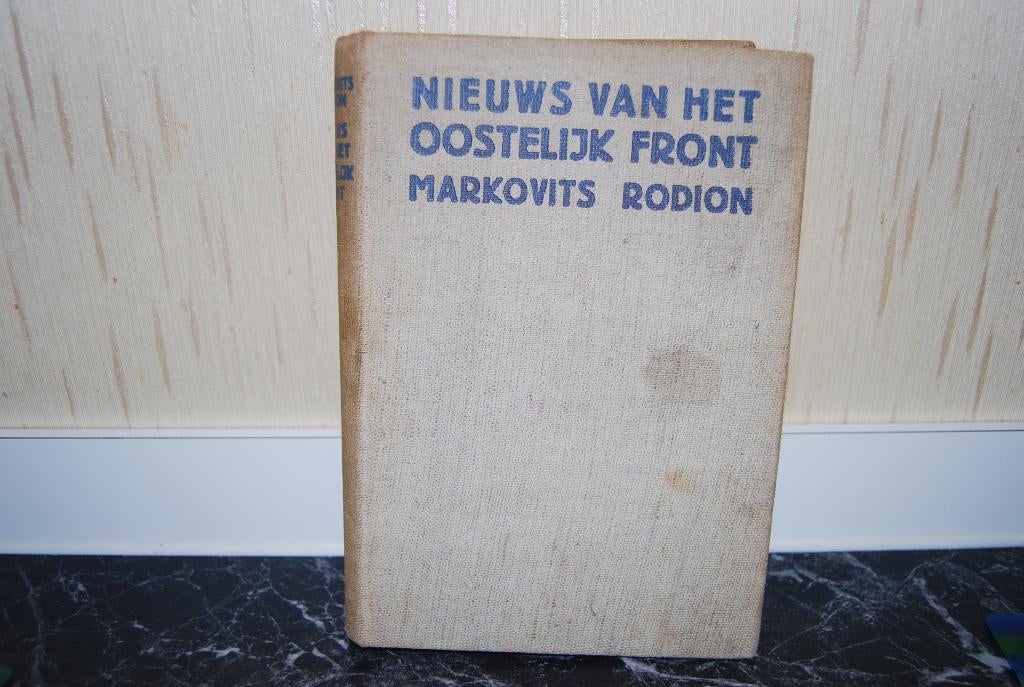 NIEUWS VAN HET
OOSTELIJK FRONT
MARKOVITS RODION